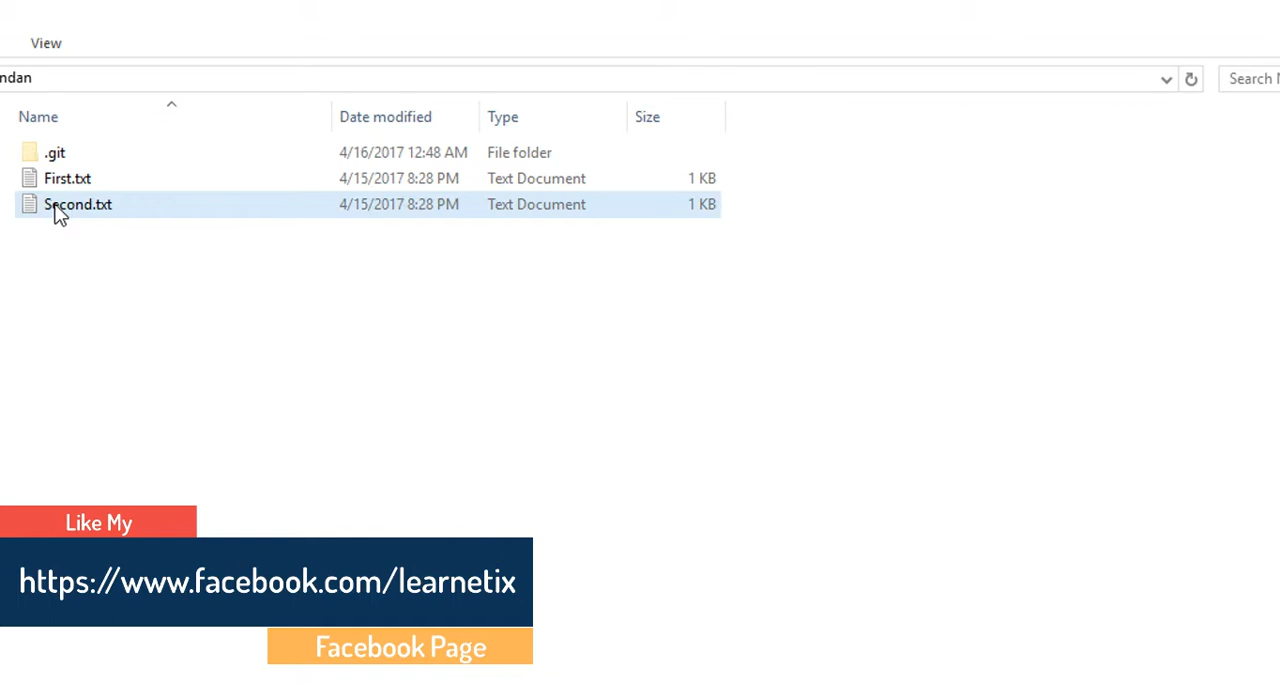 View
ndan
Search
Name Date modified Type Size
.git 4/16/2017 12:48 AM File folder
First.txt 4/15/2017 8:28 PM Text Document 1 KB
Second.txt 4/15/2017 8:28 PM Text Document 1 KB
Like My
https://www.facebook.com/learnetix
Facebook Page